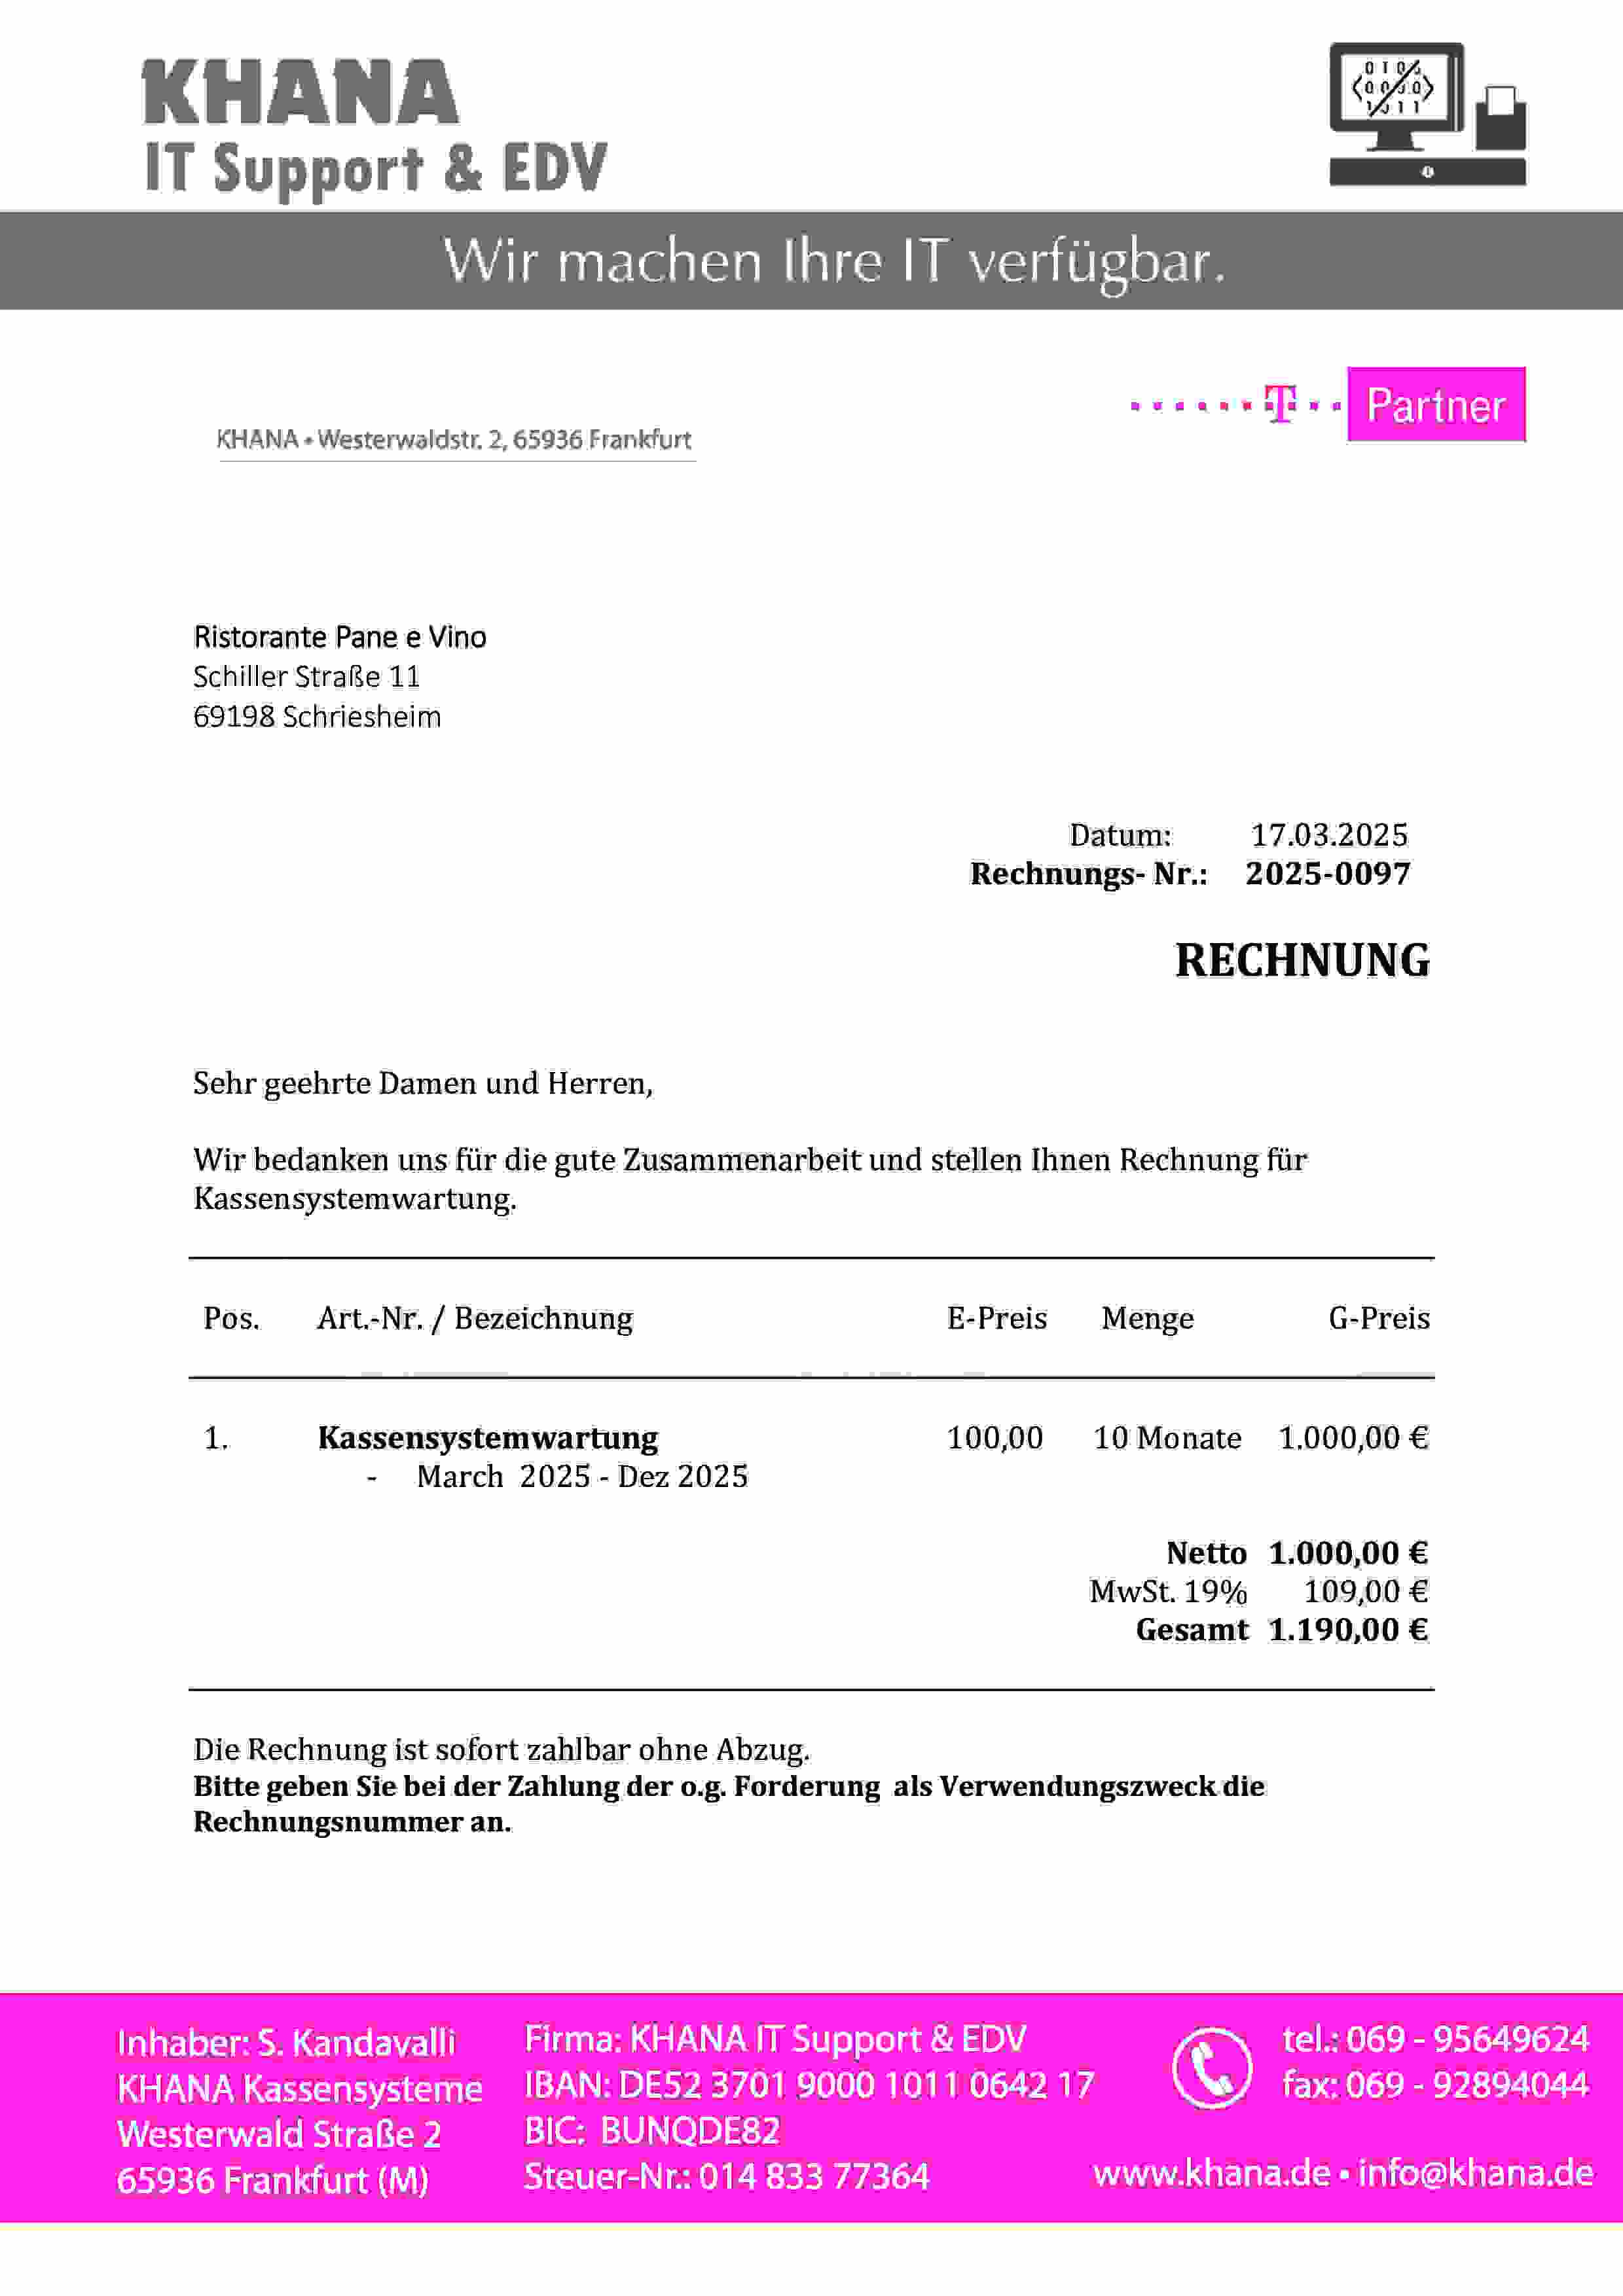 KHANA
IT Support & EDV
Wir machen Ihre IT verfügbar.
T Partner
KHANA • Westerwaldstr. 2, 65936 Frankfurt
Ristorante Pane e Vino
Schiller Straße 11
69198 Schriesheim
Datum: 17.03.2025
Rechnungs- Nr.: 2025-0097
RECHNUNG
Sehr geehrte Damen und Herren,
Wir bedanken uns für die gute Zusammenarbeit und stellen Ihnen Rechnung für
Kassensystemwartung.
Pos. Art.-Nr. / Bezeichnung E-Preis Menge G-Preis
1. Kassensystemwartung 100,00 10 Monate 1.000,00 €
- March 2025 - Dez 2025
Netto 1.000,00 €
MwSt. 19% 109,00 €
Gesamt 1.190,00 €
Die Rechnung ist sofort zahlbar ohne Abzug.
Bitte geben Sie bei der Zahlung der o.g. Forderung als Verwendungszweck die
Rechnungsnummer an.
Inhaber: S. Kandavalli
KHANA Kassensysteme
Westerwald Straße 2
65936 Frankfurt (M)
Firma: KHANA IT Support & EDV
IBAN: DE52 3701 9000 1011 0642 17
BIC: BUNQDE82
Steuer-Nr.: 014 833 77364
tel.: 069 - 95649624
fax: 069 - 92894044
www.khana.de • info@khana.de